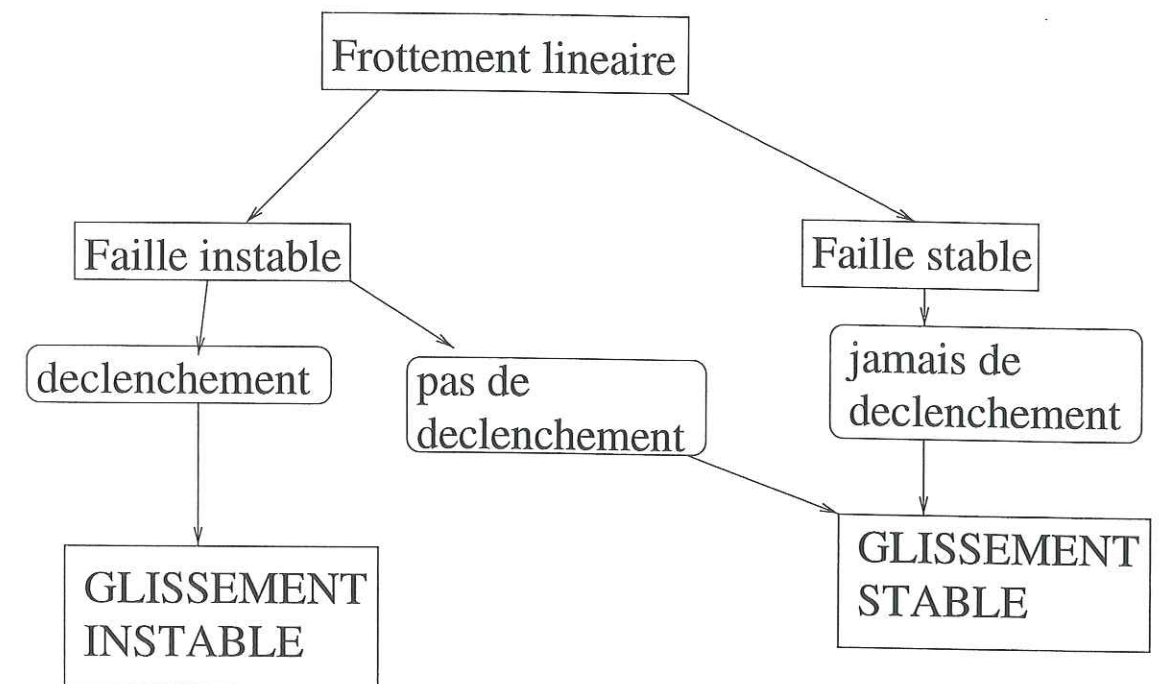 Frottement lineaire
Faille instable
Faille stable
declenchement
pas de
declenchement
jamais de
declenchement
GLISSEMENT
INSTABLE
GLISSEMENT
STABLE